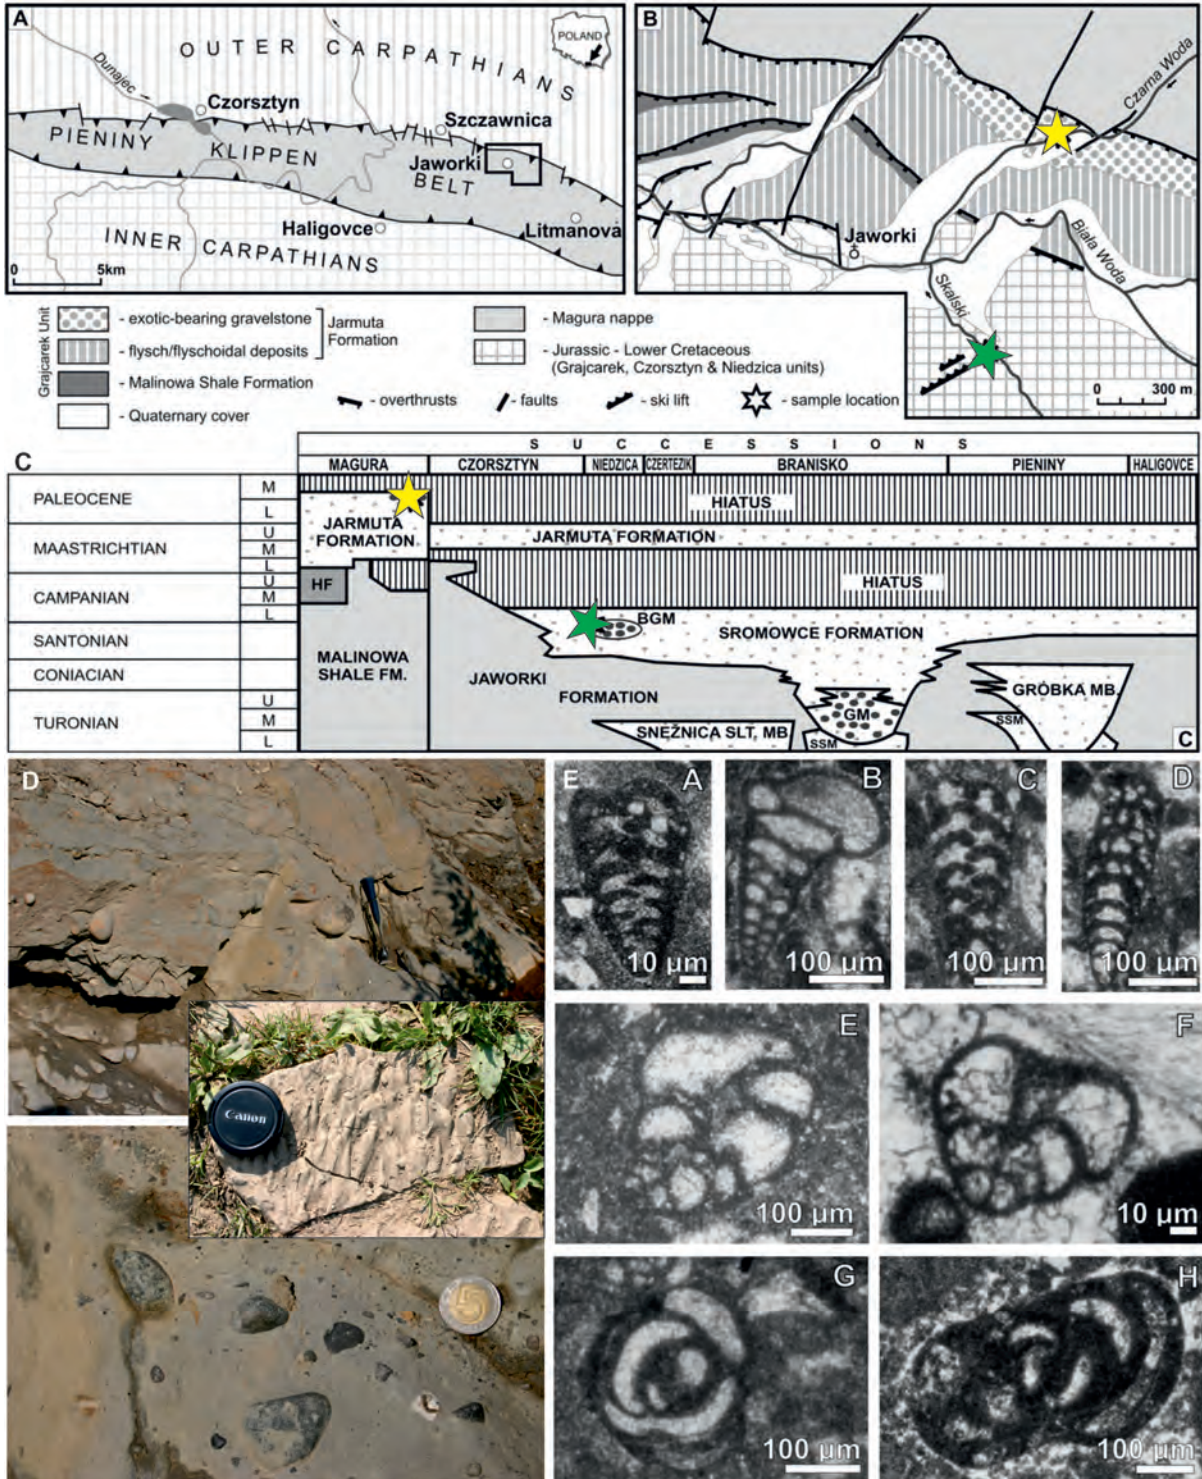 A
OUTER CARPATHIANS
POLAND
Dunajec
Czorsztyn
Szczawnica
PIENINY KLIPPEN BELT
Jaworki
Haligovce
Litmanová
INNER CARPATHIANS
0 5km
B
Czarna Woda
Jaworki
Biała Woda
Skalski
0 300 m
Grajcarek Unit
- exotic-bearing gravelstone
- flysch/flyschoidal deposits
Jarmuta
Formation
- Malinowa Shale Formation
- Quaternary cover
- Magura nappe
- Jurassic - Lower Cretaceous
(Grajcarek, Czorsztyn & Niedzica units)
- overthrusts
- faults
- ski lift
- sample location
C
SUCCESSIONS
MAGURA CZORSZTYN NIEDZICA CZERTEZIK BRANISKO PIENINY HALIGOVCE
PALEOCENE M
L
HIATUS
MAASTRICHTIAN U
M
L
JARMUTA
FORMATION
JARMUTA FORMATION
CAMPANIAN U
M
L
HF
HIATUS
BGM
SANTONIAN
SROMOWCE FORMATION
CONIACIAN
MALINOWA
SHALE FM.
JAWORKI
FORMATION
GRÓBKA MB.
TURONIAN U
M
L
SNEŻNICA SLT, MB
GM
SSM
SSM
C
D
Canon
5
E
A
10 µm
B
100 µm
C
100 µm
D
100 µm
E
100 µm
F
10 µm
G
100 µm
H
100 µm